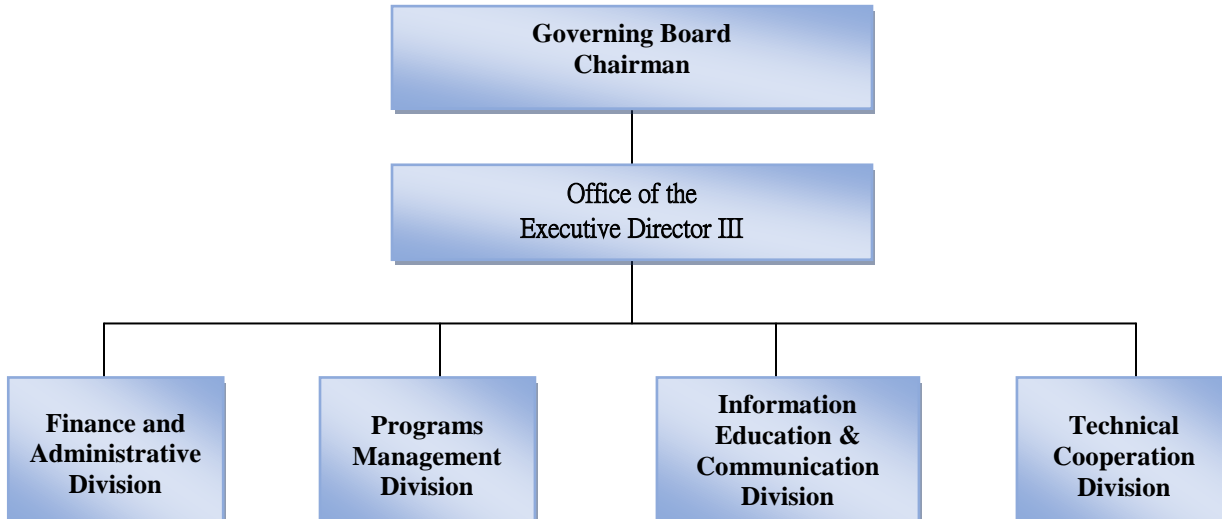 Governing Board
Chairman
Office of the
Executive Director III
Finance and
Administrative
Division
Programs
Management
Division
Information
Education &
Communication
Division
Technical
Cooperation
Division